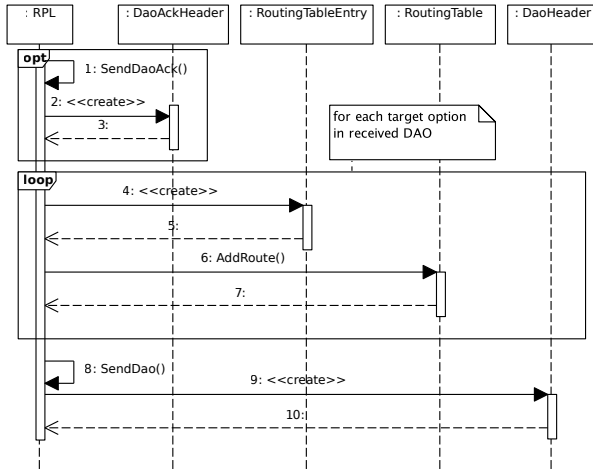 : RPL
: DaoAckHeader
: RoutingTableEntry
: RoutingTable
: DaoHeader
opt
1: SendDaoAck()
2: <<create>>
3:
for each target option
in received DAO
loop
4: <<create>>
5:
6: AddRoute()
7:
8: SendDao()
9: <<create>>
10: